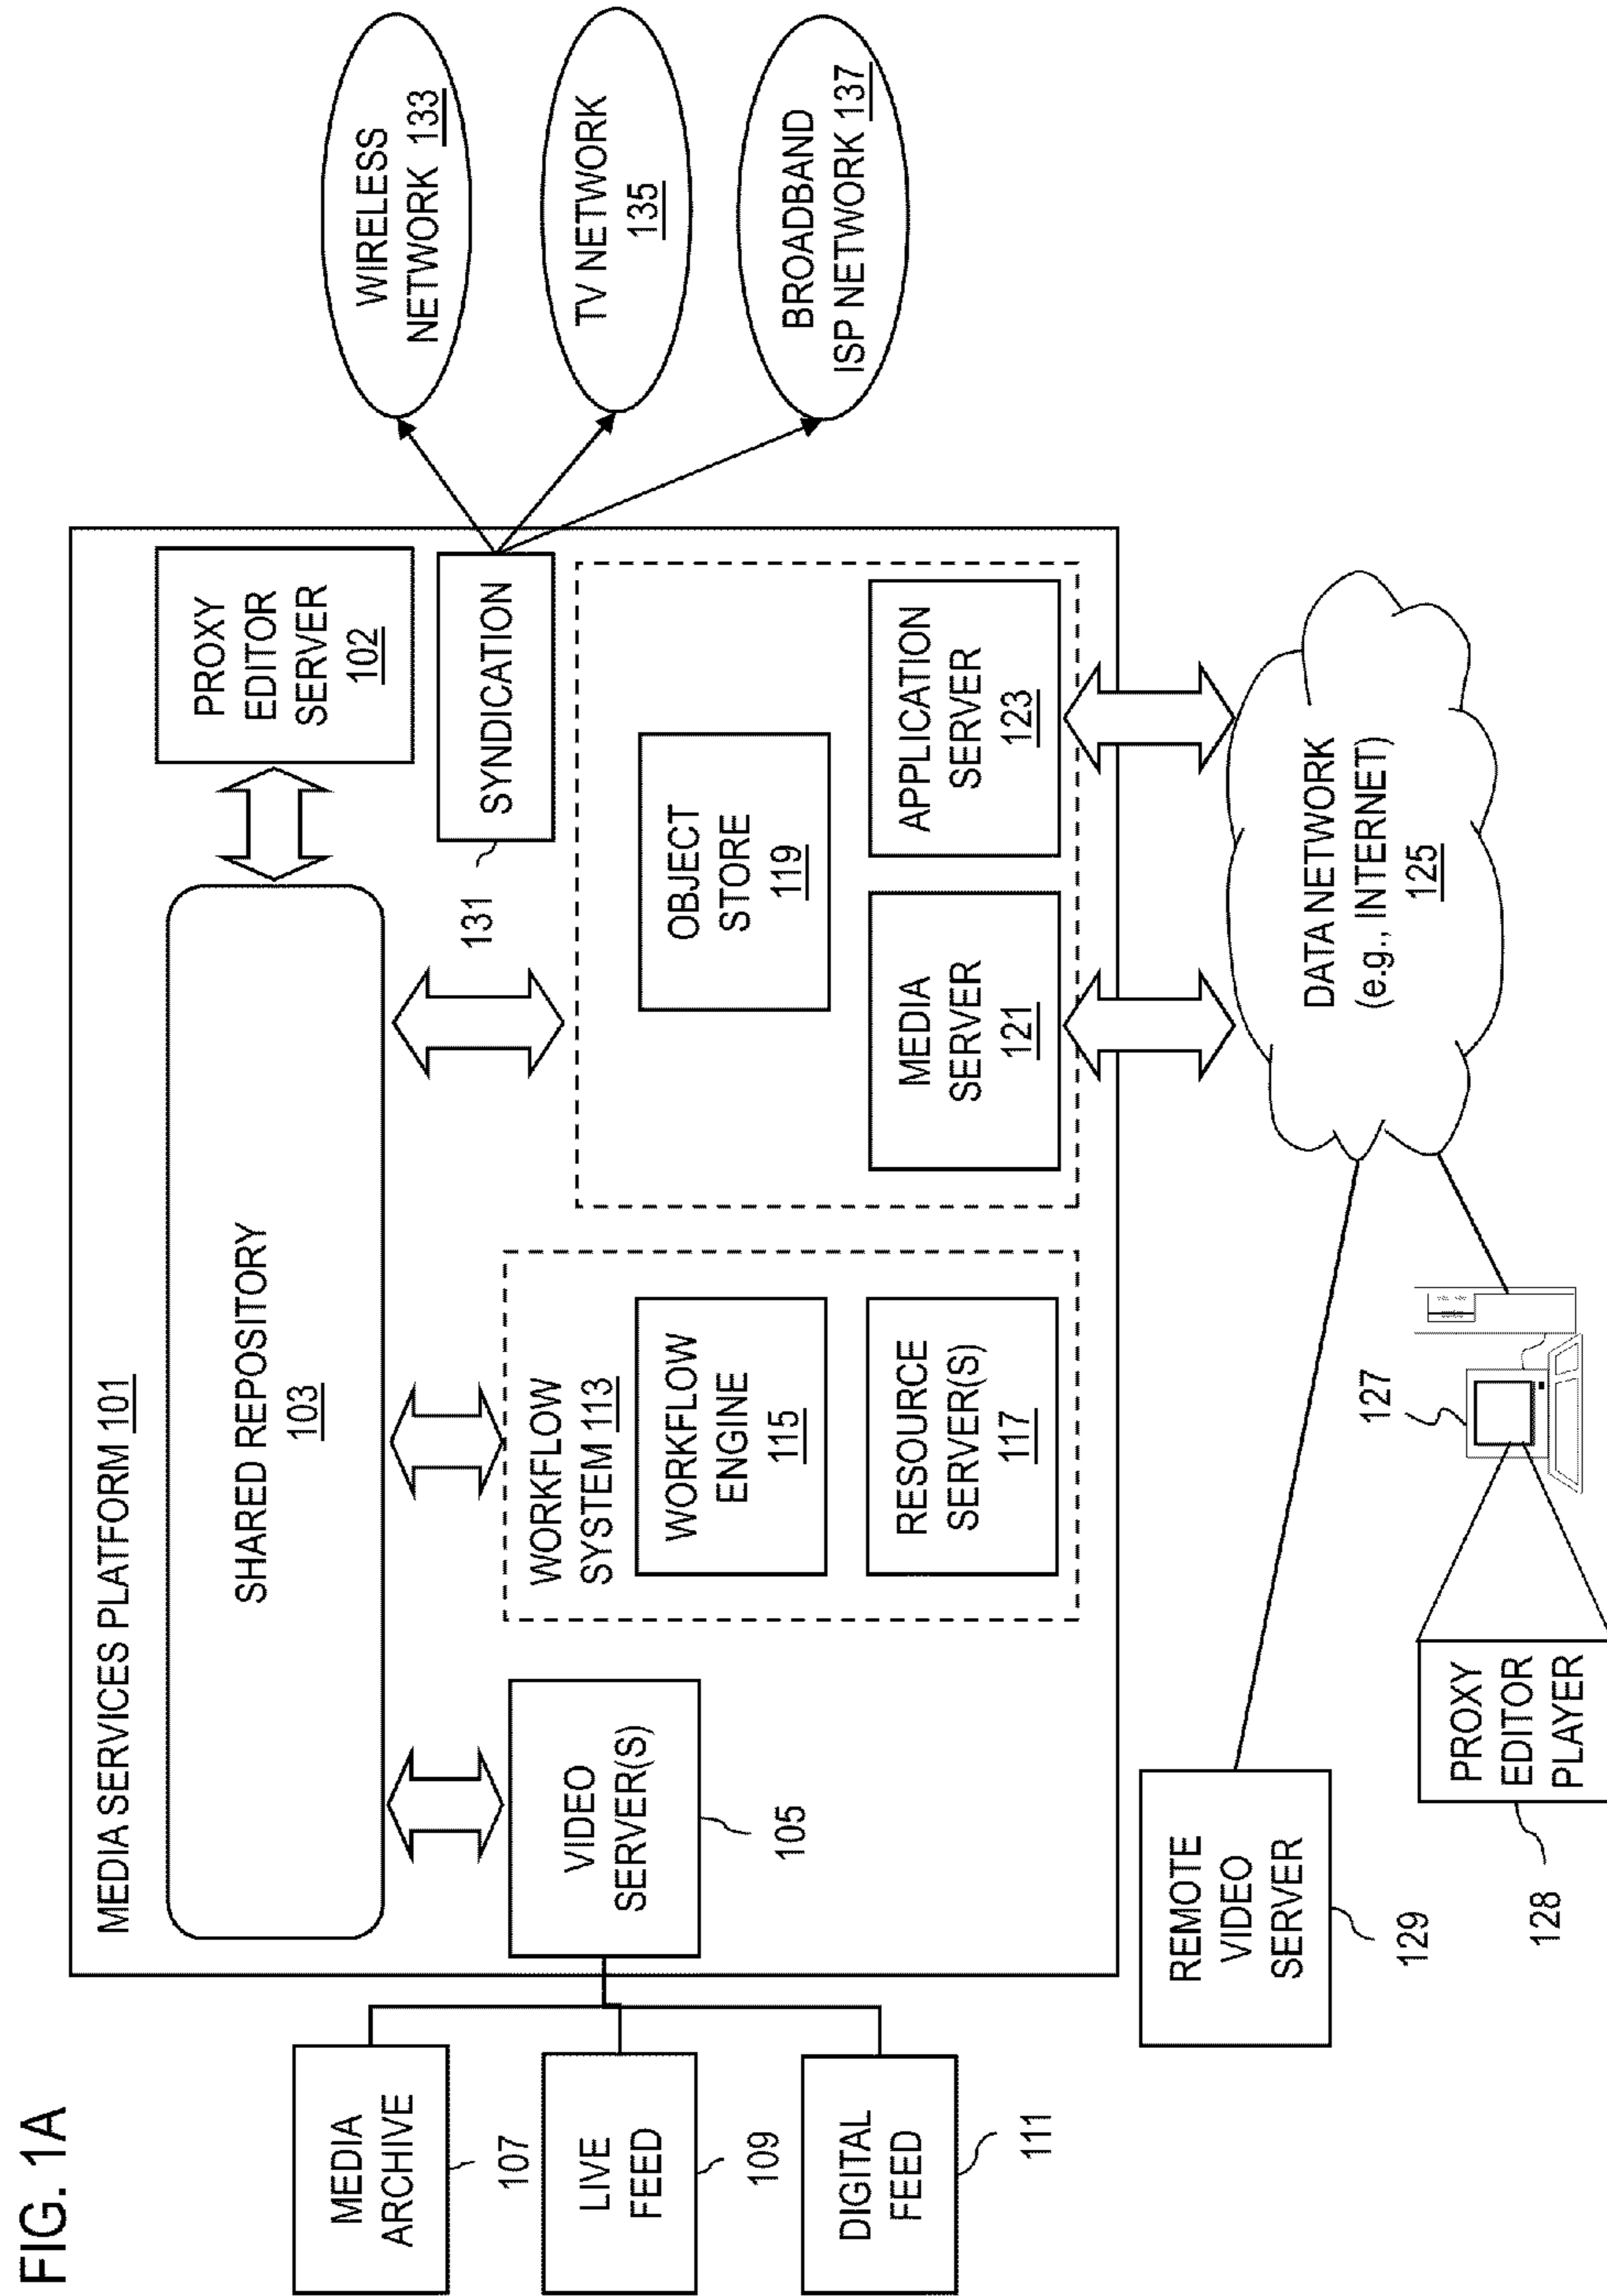 FIG. 1A
MEDIA SERVICES PLATFORM 101
SHARED REPOSITORY
103
PROXY
EDITOR
SERVER
102
SYNDICATION
131
WIRELESS
NETWORK 133
TV NETWORK
135
BROADBAND
ISP NETWORK 137
MEDIA
ARCHIVE
107
LIVE
FEED
109
DIGITAL
FEED
111
VIDEO
SERVER(S)
105
WORKFLOW
SYSTEM 113
WORKFLOW
ENGINE
115
RESOURCE
SERVER(S)
117
OBJECT
STORE
119
MEDIA
SERVER
121
APPLICATION
SERVER
123
DATA NETWORK
(e.g., INTERNET)
125
REMOTE
VIDEO
SERVER
129
127
PROXY
EDITOR
PLAYER
128